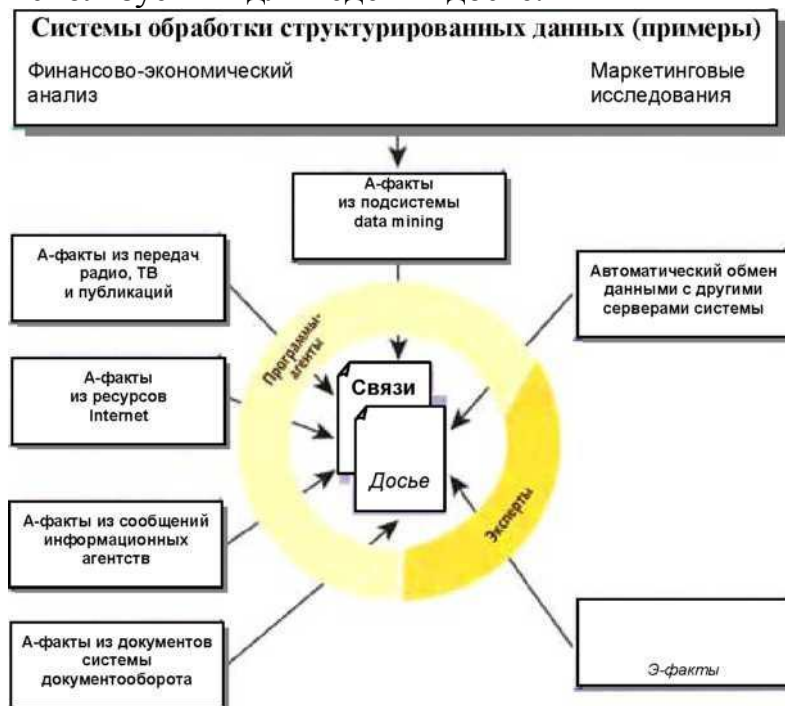 Системы обработки структурированных данных (примеры)
Финансово-экономический
анализ
Маркетинговые
исследования
А-факты
из подсистемы
data mining
А-факты из передач
радио, ТВ
и публикаций
Автоматический обмен
данными с другими
серверами системы
Программы-
агенты
А-факты
из ресурсов
Internet
Связи
Досье
Эксперты
А-факты из сообщений
информационных
агентств
А-факты из документов
системы
документооборота
Э-факты